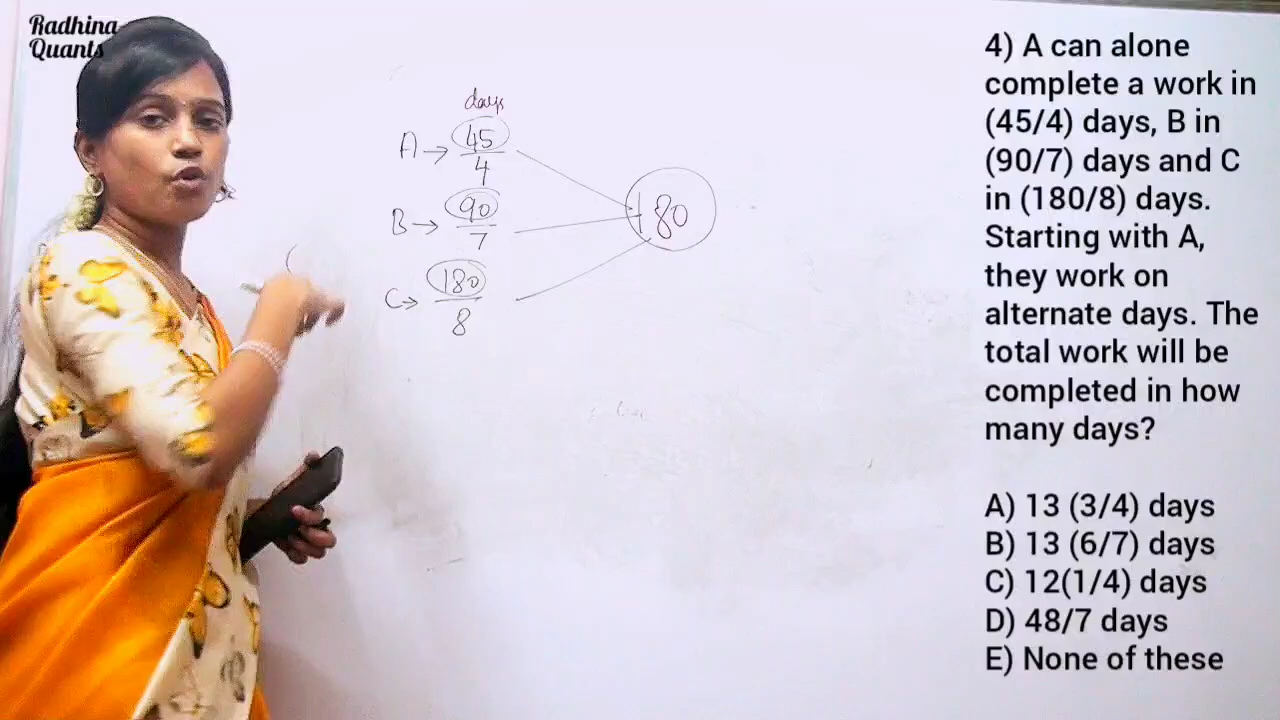 Radhina
Quants
days
A → 45/4
B → 90/7
C → 180/8
180
4) A can alone
complete a work in
(45/4) days, B in
(90/7) days and C
in (180/8) days.
Starting with A,
they work on
alternate days. The
total work will be
completed in how
many days?
A) 13 (3/4) days
B) 13 (6/7) days
C) 12(1/4) days
D) 48/7 days
E) None of these